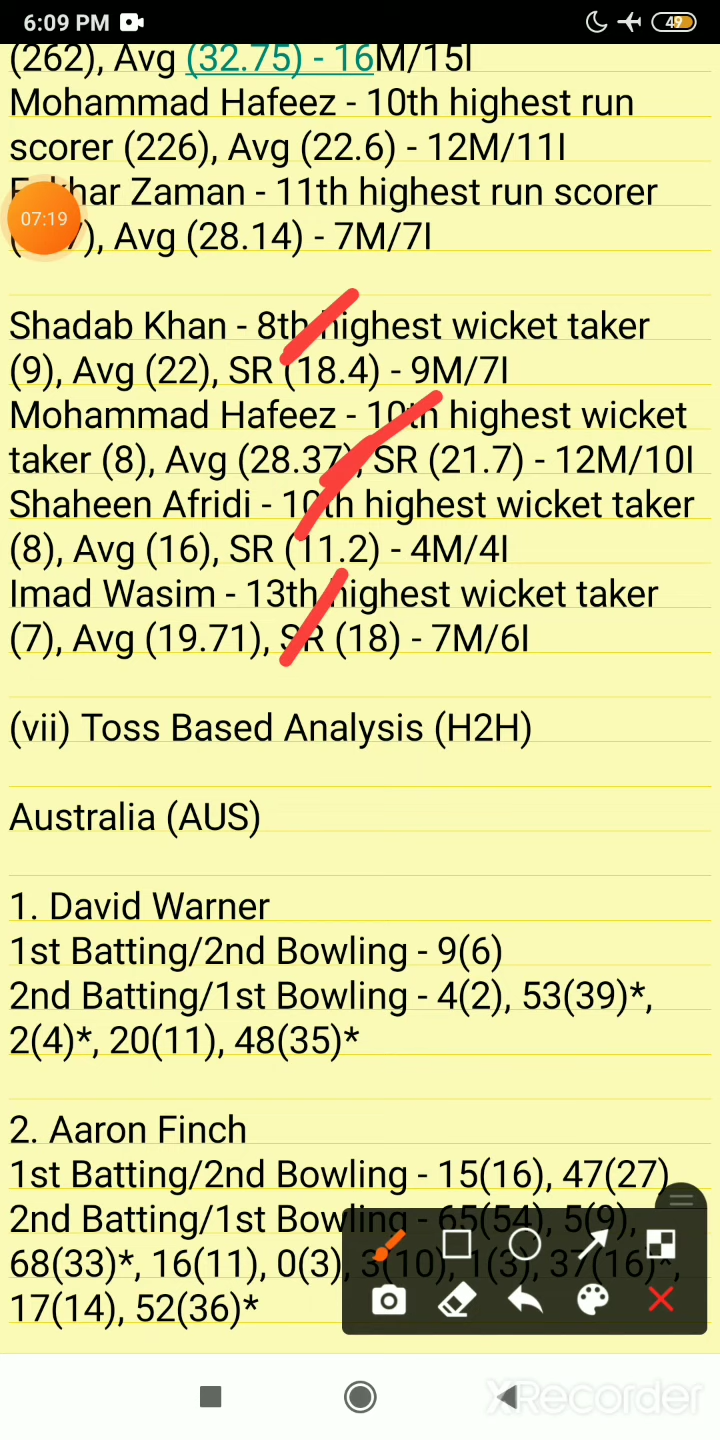 6:09 PM
49
(262), Avg (32.75) - 16M/15I
Mohammad Hafeez - 10th highest run
scorer (226), Avg (22.6) - 12M/11I
Zaman - 11th highest run scorer
07:19
Avg (28.14) - 7M/7I
Shadab Khan - 8th highest wicket taker
(9), Avg (22), SR (18.4) - 9M/7I
Mohammad Hafeez - 10th highest wicket
taker (8), Avg (28.37), SR (21.7) - 12M/10I
Shaheen Afridi - 10th highest wicket taker
(8), Avg (16), SR (11.2) - 4M/4I
Imad Wasim - 13th highest wicket taker
(7), Avg (19.71), SR (18) - 7M/6I
(vii) Toss Based Analysis (H2H)
Australia (AUS)
1. David Warner
1st Batting/2nd Bowling - 9(6)
2nd Batting/1st Bowling - 4(2), 53(39)*,
2(4)*, 20(11), 48(35)*
2. Aaron Finch
1st Batting/2nd Bowling - 15(16), 47(27)
2nd Batting/1st Bowling - 65(54), 5(9),
68(33)*, 16(11), 0(3), 3(10), 1(3), 37(16)*,
17(14), 52(36)*
XRecorder